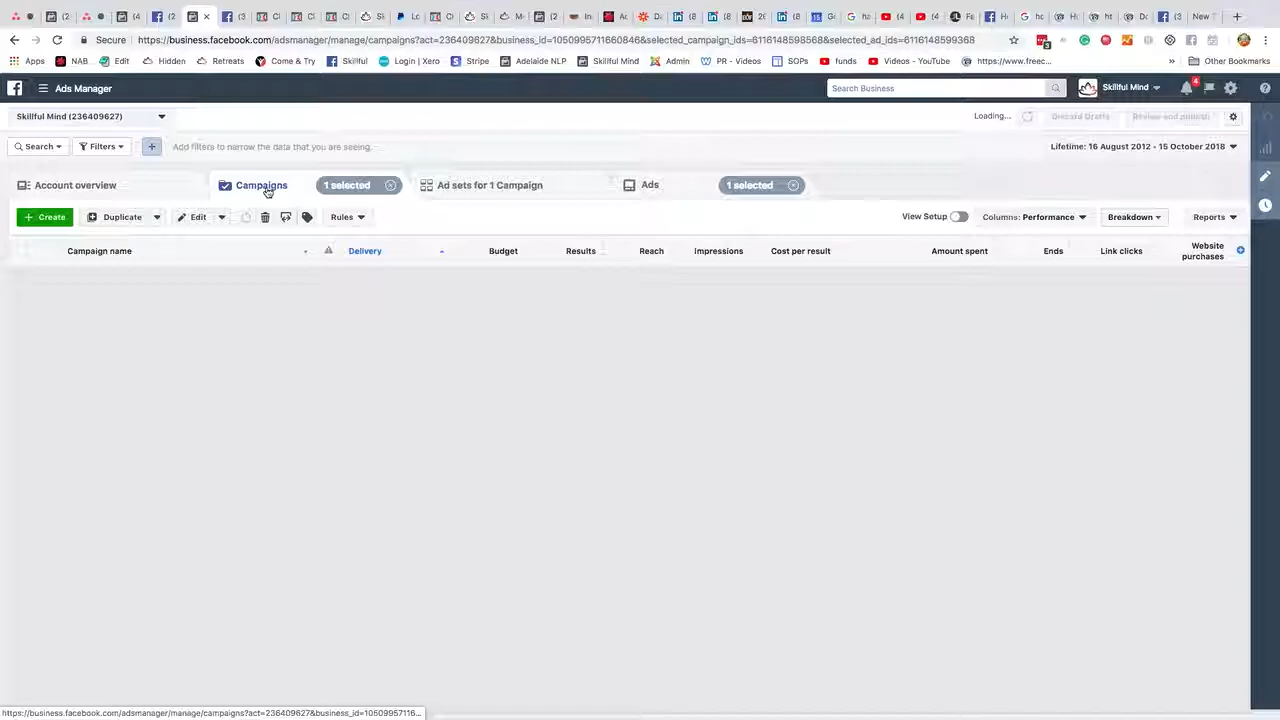 Secure https://business.facebook.com/adsmanager/manage/campaigns?act=236409627&business_id=1050995711660846&selected_campaign_ids=6116148598568&selected_ad_ids=6116148599368
Apps NAB Edit Hidden Retreats Come & Try Skillful Login | Xero Stripe Adelaide NLP Skillful Mind Admin PR - Videos SOPs funds Videos - YouTube https://www.freec... » Other Bookmarks
Ads Manager Search Business Skillful Mind 4
Skillful Mind (236409627) Loading... Discard Drafts Review and publish
Search Filters + Add filters to narrow the data that you are seeing. Lifetime: 16 August 2012 - 15 October 2018
Account overview Campaigns 1 selected Ad sets for 1 Campaign Ads 1 selected
+ Create Duplicate Edit Rules View Setup Columns: Performance Breakdown Reports
Campaign name Delivery Budget Results Reach Impressions Cost per result Amount spent Ends Link clicks Website purchases
https://business.facebook.com/adsmanager/manage/campaigns?act=236409627&business_id=10509957116...